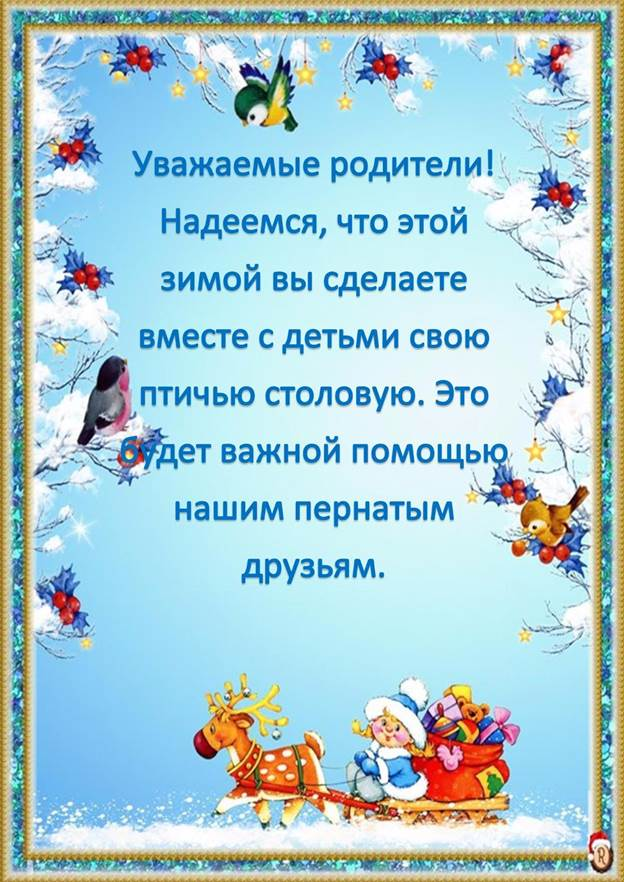 Уважаемые родители!
Надеемся, что этой
зимой вы сделаете
вместе с детьми свою
птичью столовую. Это
будет важной помощью
нашим пернатым
друзьям.
R